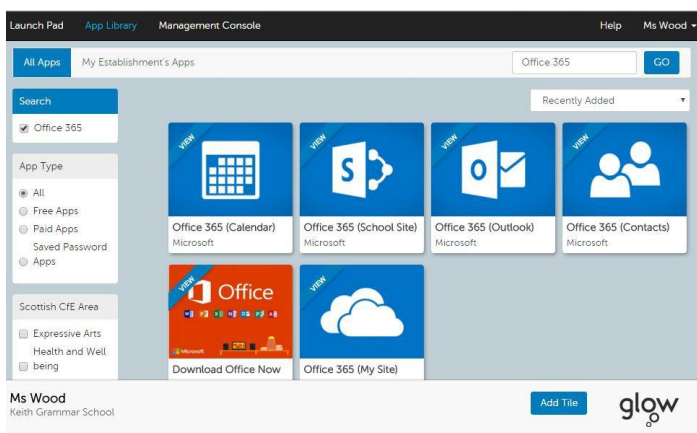 Launch Pad App Library Management Console Help Ms Wood
All Apps My Establishment's Apps Office 365 GO
Search
Office 365
Recently Added
App Type
All
Free Apps
Paid Apps
Saved Password
Apps
Scottish CfE Area
Expressive Arts
Health and Well
being
VIEW VIEW VIEW VIEW
S O
Office 365 (Calendar) Office 365 (School Site) Office 365 (Outlook) Office 365 (Contacts)
Microsoft Microsoft Microsoft Microsoft
VIEW VIEW
Office
Microsoft
Download Office Now Office 365 (My Site)
Ms Wood
Keith Grammar School
Add Tile
glow